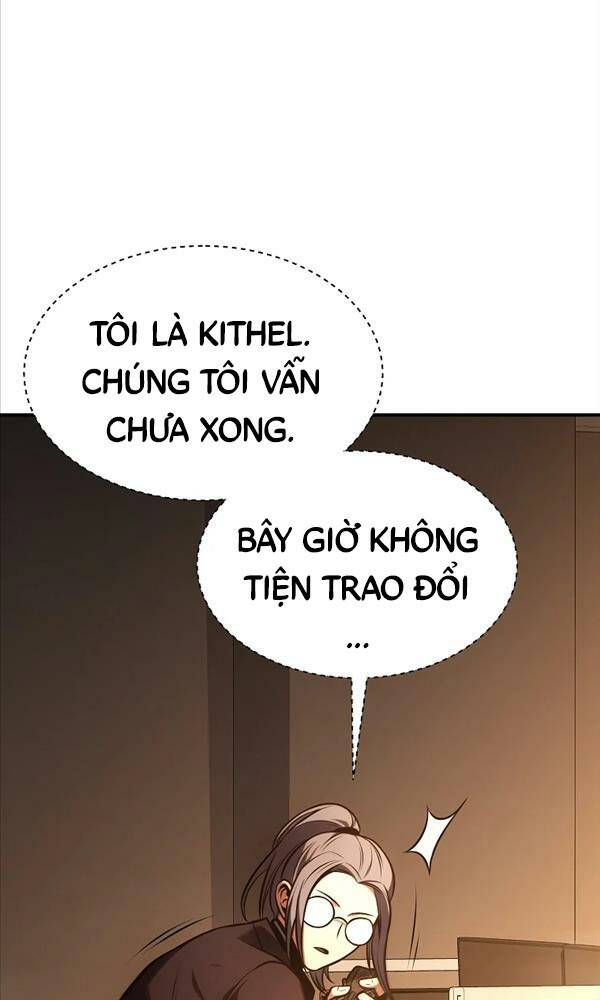 TÔI LÀ KITHEL.
CHÚNG TÔI VẪN
CHƯA XONG.
BÂY GIỜ KHÔNG
TIỆN TRAO ĐỔI
...